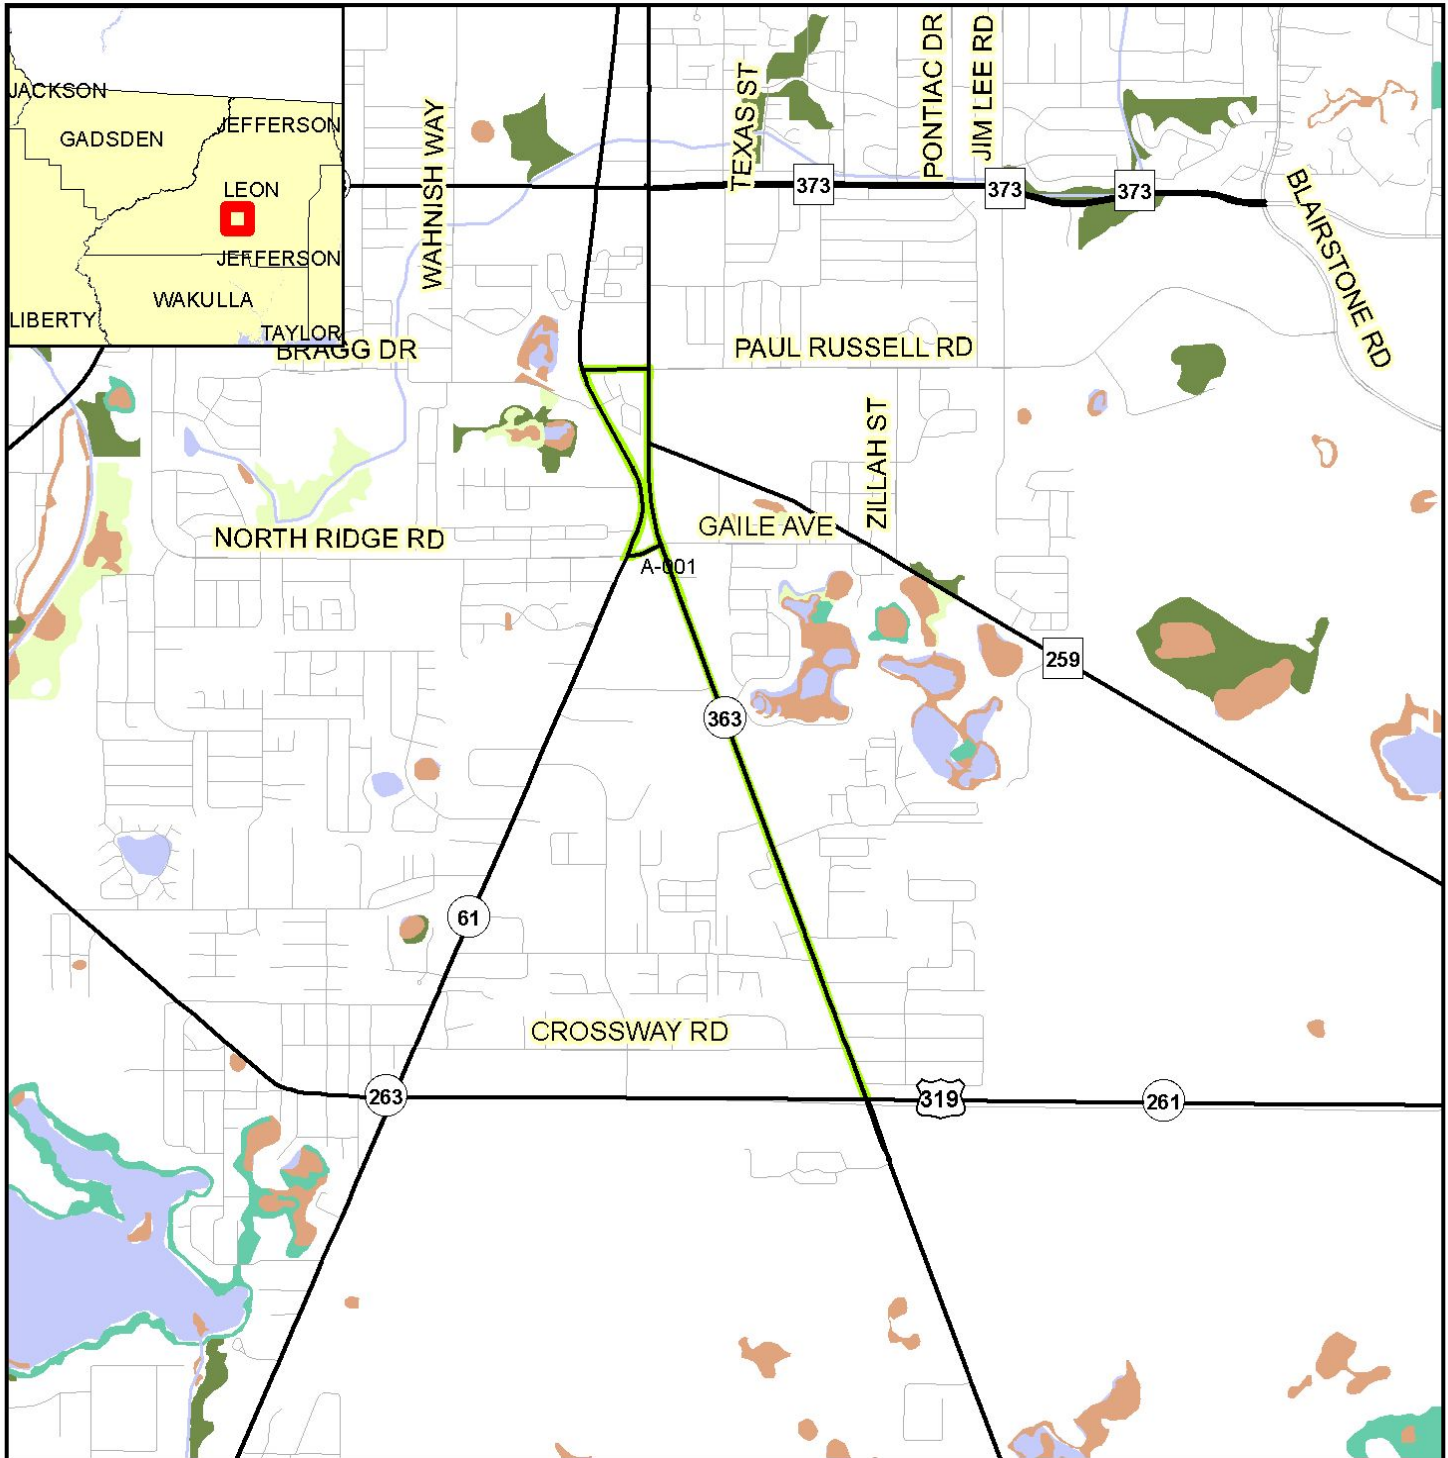 JACKSON
GADSDEN
JEFFERSON
LEON
JEFFERSON
WAKULLA
LIBERTY
TAYLOR
WAHNISH WAY
TEXAS ST
PONTIAC DR
JIM LEE RD
373
373
373
BLAIRSTONE RD
BRAGG DR
PAUL RUSSELL RD
ZILLAH ST
NORTH RIDGE RD
GAILE AVE
A-001
259
363
61
CROSSWAY RD
263
319
261